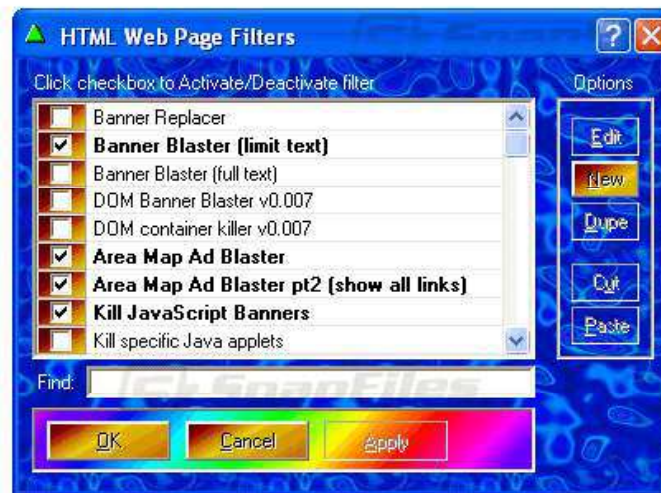 HTML Web Page Filters
Click checkbox to Activate/Deactivate filter
Options
Banner Replacer
Banner Blaster (limit text)
Banner Blaster (full text)
DOM Banner Blaster v0.007
DOM container killer v0.007
Area Map Ad Blaster
Area Map Ad Blaster pt2 (show all links)
Kill JavaScript Banners
Kill specific Java applets
Edit
New
Dupe
Cut
Paste
Find:
SnapFiles
OK
Cancel
Apply